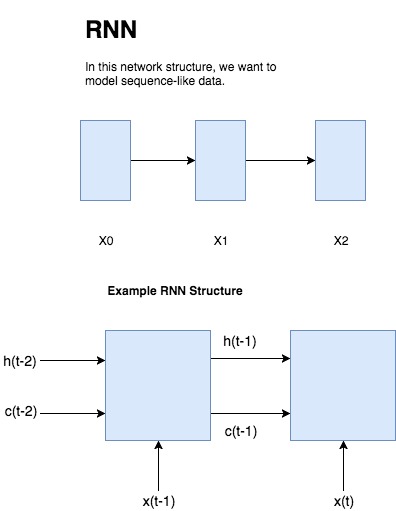 RNN
In this network structure, we want to
model sequence-like data.
X0
X1
X2
Example RNN Structure
h(t-2)
h(t-1)
c(t-2)
c(t-1)
x(t-1)
x(t)